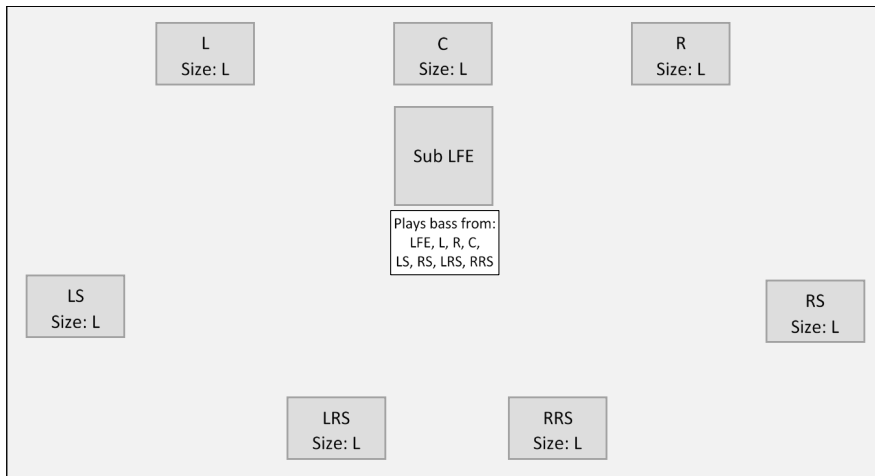 L
Size: L
C
Size: L
R
Size: L
Sub LFE
Plays bass from:
LFE, L, R, C,
LS, RS, LRS, RRS
LS
Size: L
RS
Size: L
LRS
Size: L
RRS
Size: L